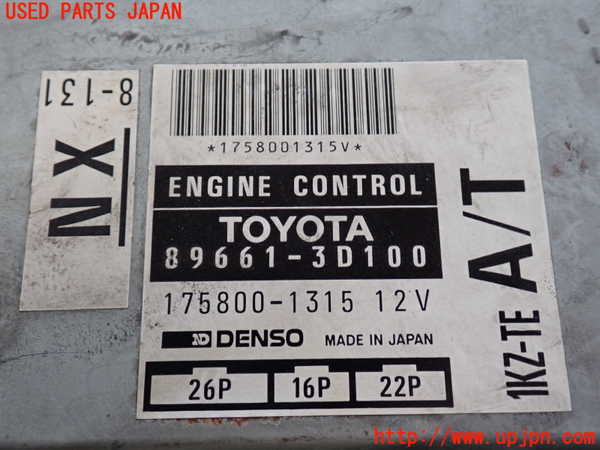 USED PARTS JAPAN
8-131
NX
*1758001315V*
ENGINE CONTROL
TOYOTA
89661-3D100
175800-1315 12V
ND DENSO MADE IN JAPAN
26P 16P 22P
A/T
1KZ-TE
http://www.upjpn.com